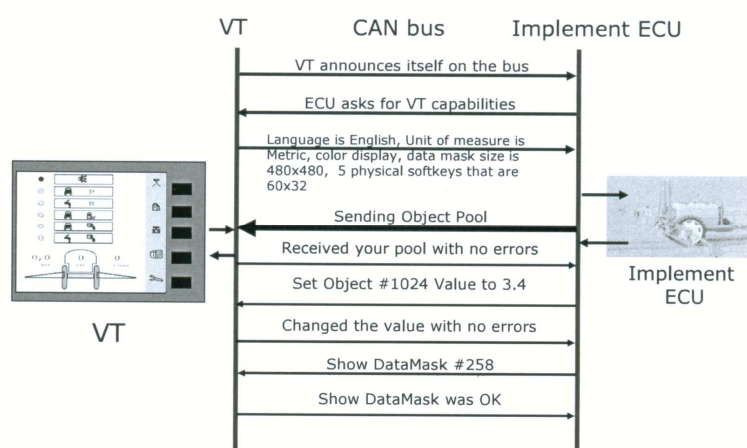 VT
CAN bus
Implement ECU
VT announces itself on the bus
ECU asks for VT capabilities
Language is English, Unit of measure is
Metric, color display, data mask size is
480x480, 5 physical softkeys that are
60x32
Sending Object Pool
Received your pool with no errors
Set Object #1024 Value to 3.4
Changed the value with no errors
Show DataMask #258
Show DataMask was OK
VT
Implement
ECU